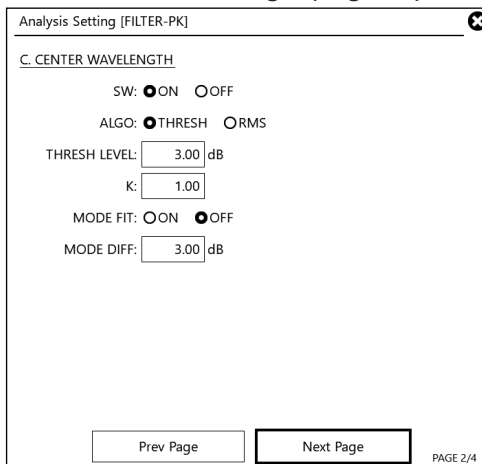 Analysis Setting [FILTER-PK]
C. CENTER WAVELENGTH
SW: ON OFF
ALGO: THRESH RMS
THRESH LEVEL: 3.00 dB
K: 1.00
MODE FIT: ON OFF
MODE DIFF: 3.00 dB
Prev Page Next Page PAGE 2/4